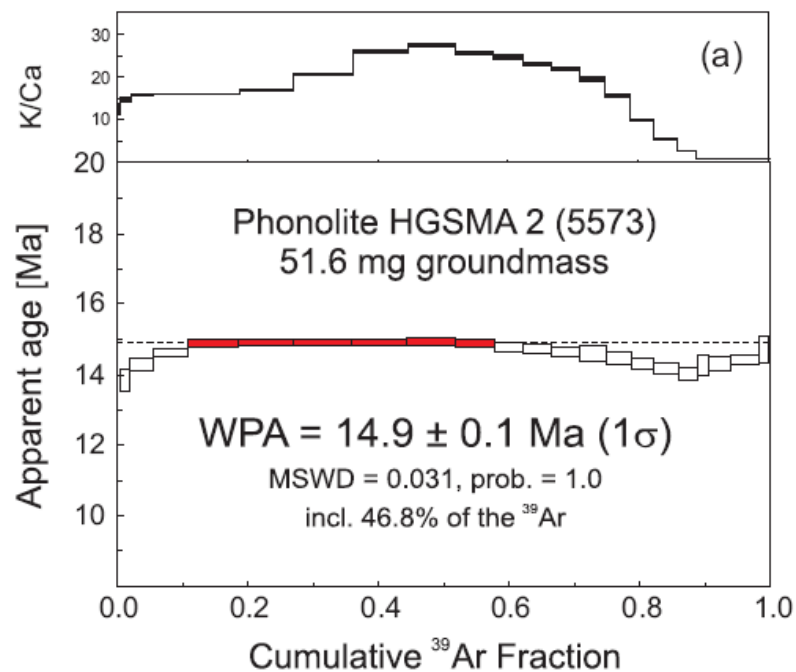 30
20
10
K/Ca
(a)
20
18
16
14
12
10
Apparent age [Ma]
Phonolite HGSMA 2 (5573)
51.6 mg groundmass
WPA = 14.9 ± 0.1 Ma (1σ)
MSWD = 0.031, prob. = 1.0
incl. 46.8% of the ³⁹Ar
0.0 0.2 0.4 0.6 0.8 1.0
Cumulative ³⁹Ar Fraction